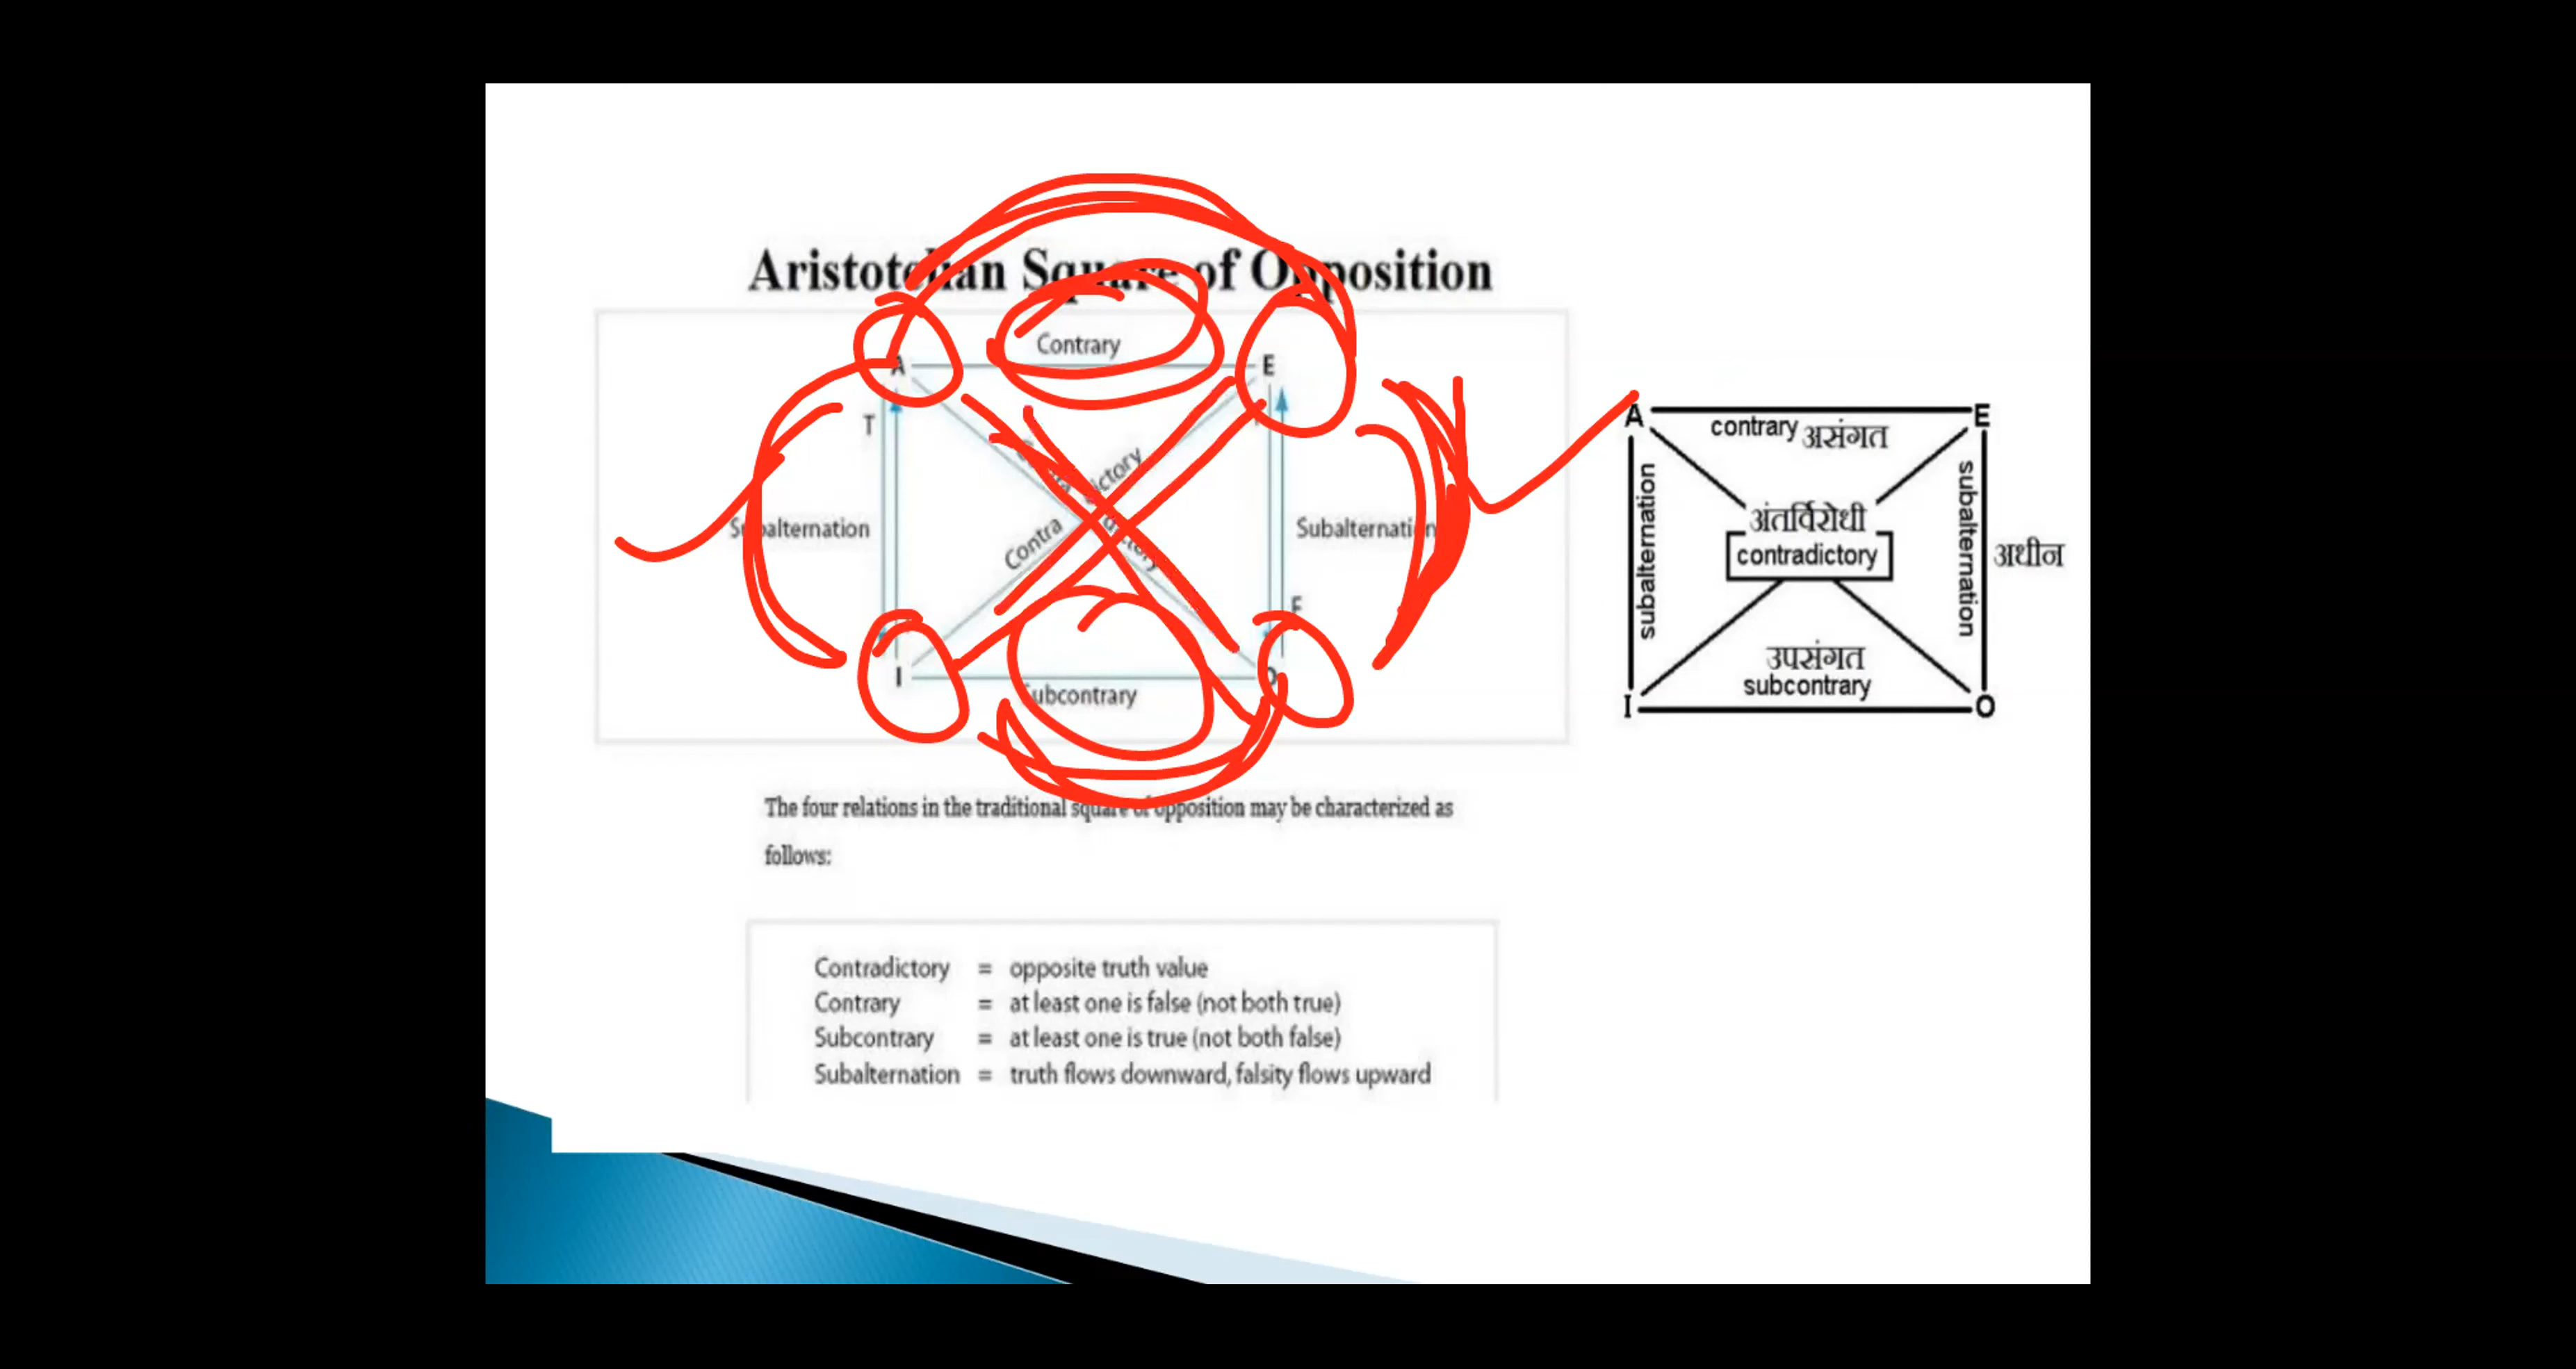 Aristotelian Square of Opposition
Contrary
A
E
T
Contra
dictory
Subalternation
Subalternation
Contra
dictory
F
I
O
Subcontrary
A
E
contrary असंगत
subalternation
subalternation
अंतर्विरोधी
contradictory
अधीन
उपसंगत
subcontrary
I
O
The four relations in the traditional square of opposition may be characterized as
follows:
Contradictory = opposite truth value
Contrary = at least one is false (not both true)
Subcontrary = at least one is true (not both false)
Subalternation = truth flows downward, falsity flows upward